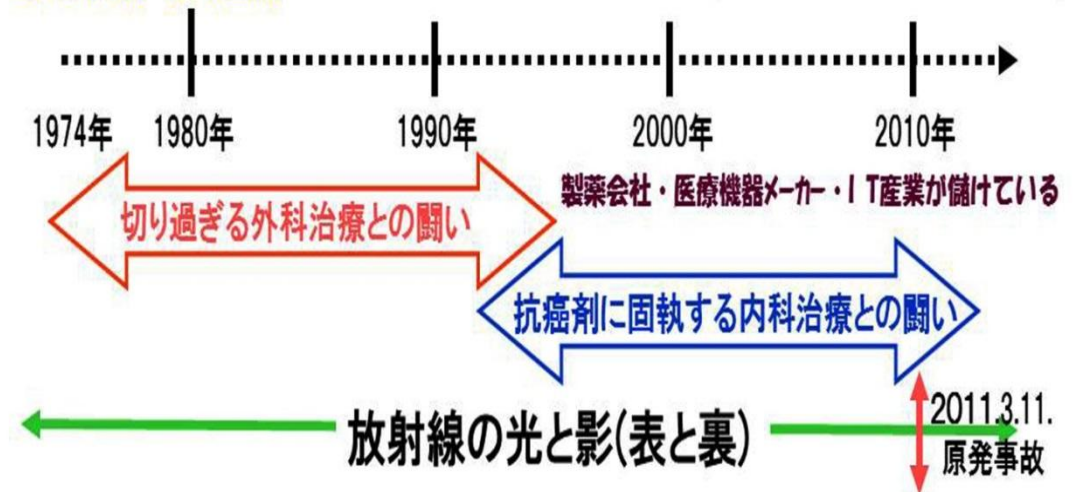 1974年 1980年 1990年 2000年 2010年
製薬会社・医療機器メーカー・IT産業が儲けている
切り過ぎる外科治療との闘い
抗癌剤に固執する内科治療との闘い
2011.3.11.
放射線の光と影(表と裏)
原発事故